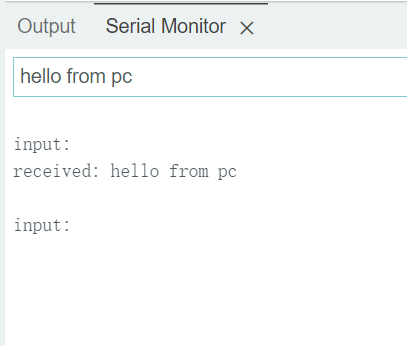 Output Serial Monitor
hello from pc
input:
received: hello from pc
input: